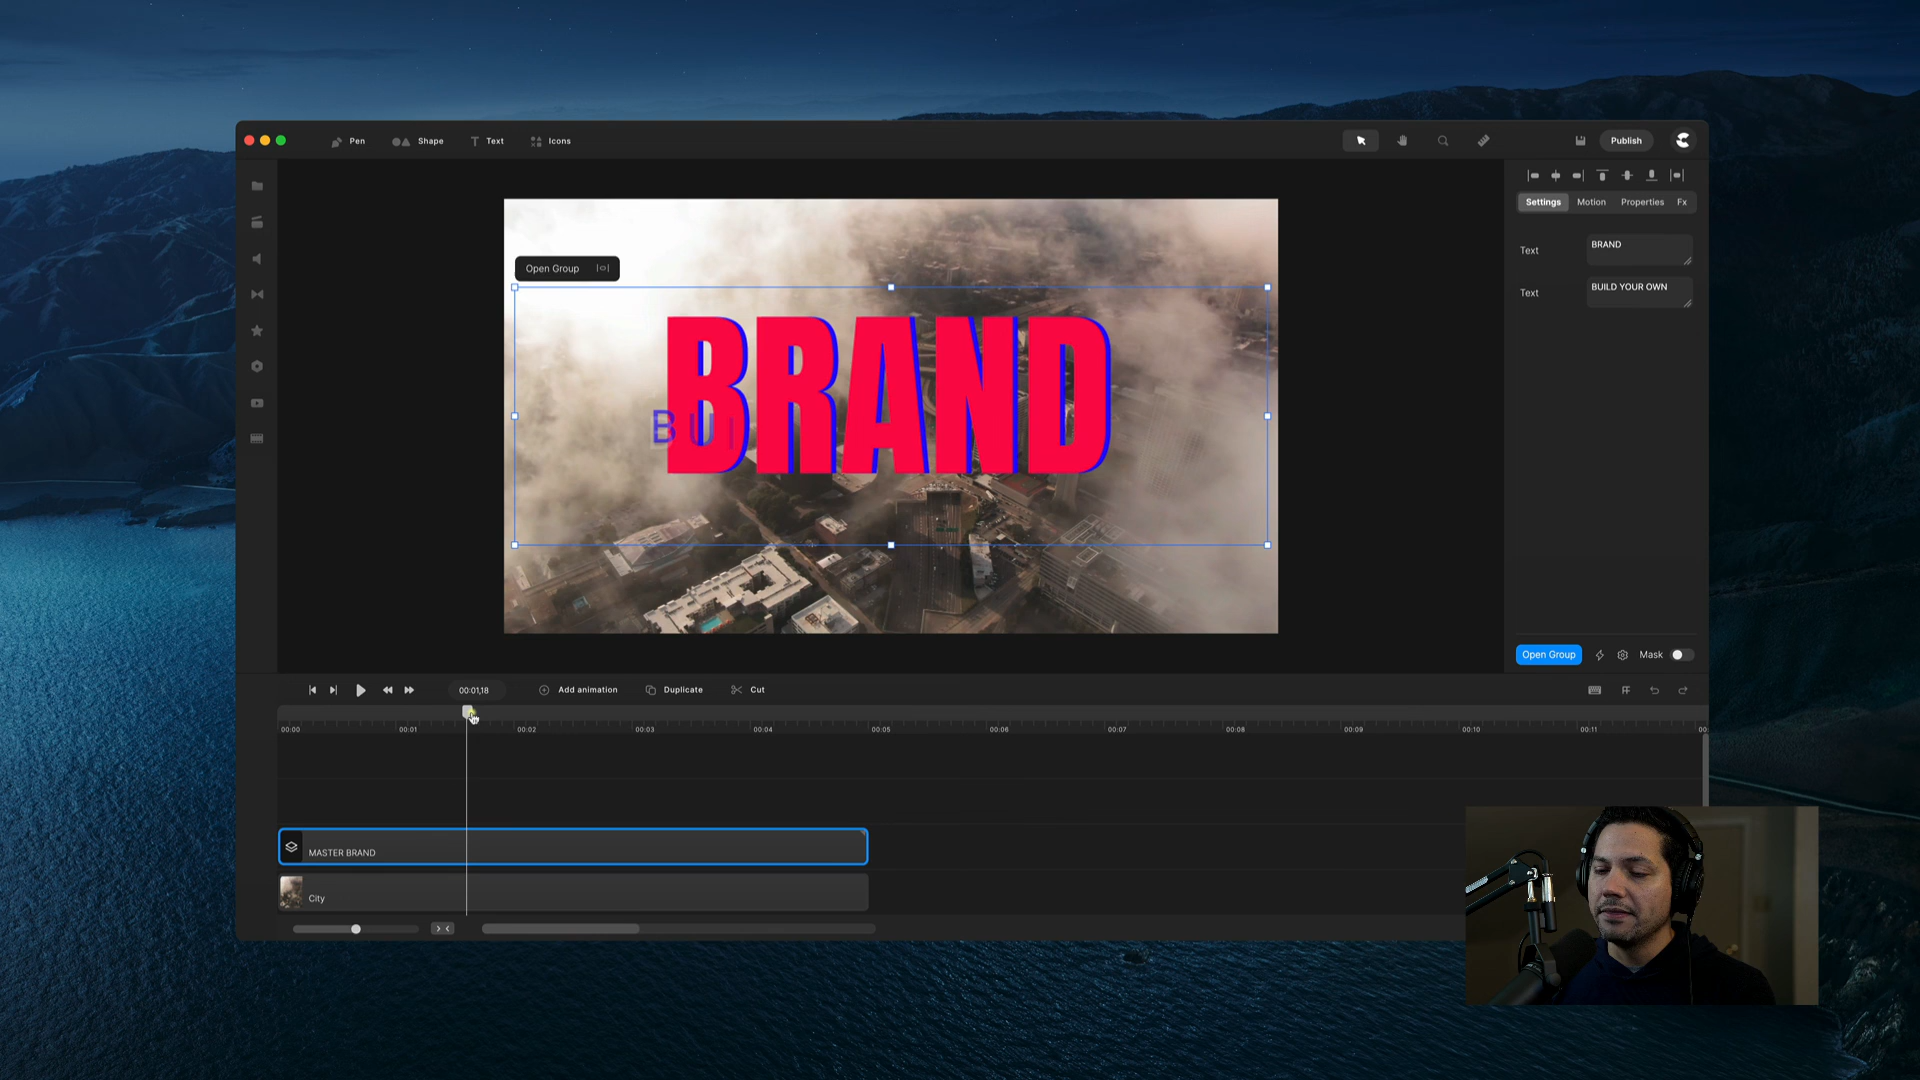 Pen Shape Text Icons Publish
Settings Motion Properties Fx
Text BRAND
Text BUILD YOUR OWN
Open Group
BRAND
BUI
Open Group Mask
00:01,18 Add animation Duplicate Cut
00:00 00:01 00:02 00:03 00:04 00:05 00:06 00:07 00:08 00:09 00:10 00:11 00
MASTER BRAND
City